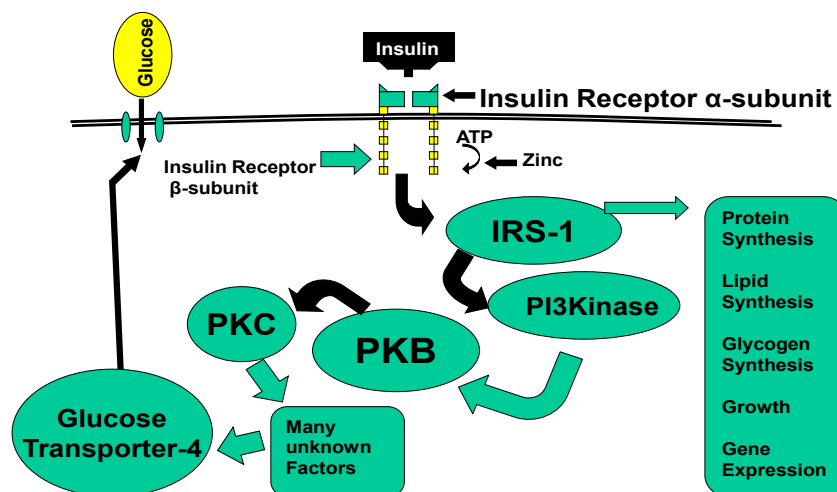 Glucose
Insulin
Insulin Receptor α-subunit
ATP
Zinc
Insulin Receptor
β-subunit
IRS-1
Protein
Synthesis
Lipid
Synthesis
Glycogen
Synthesis
Growth
Gene
Expression
PI3Kinase
PKC
PKB
Glucose
Transporter-4
Many
unknown
Factors